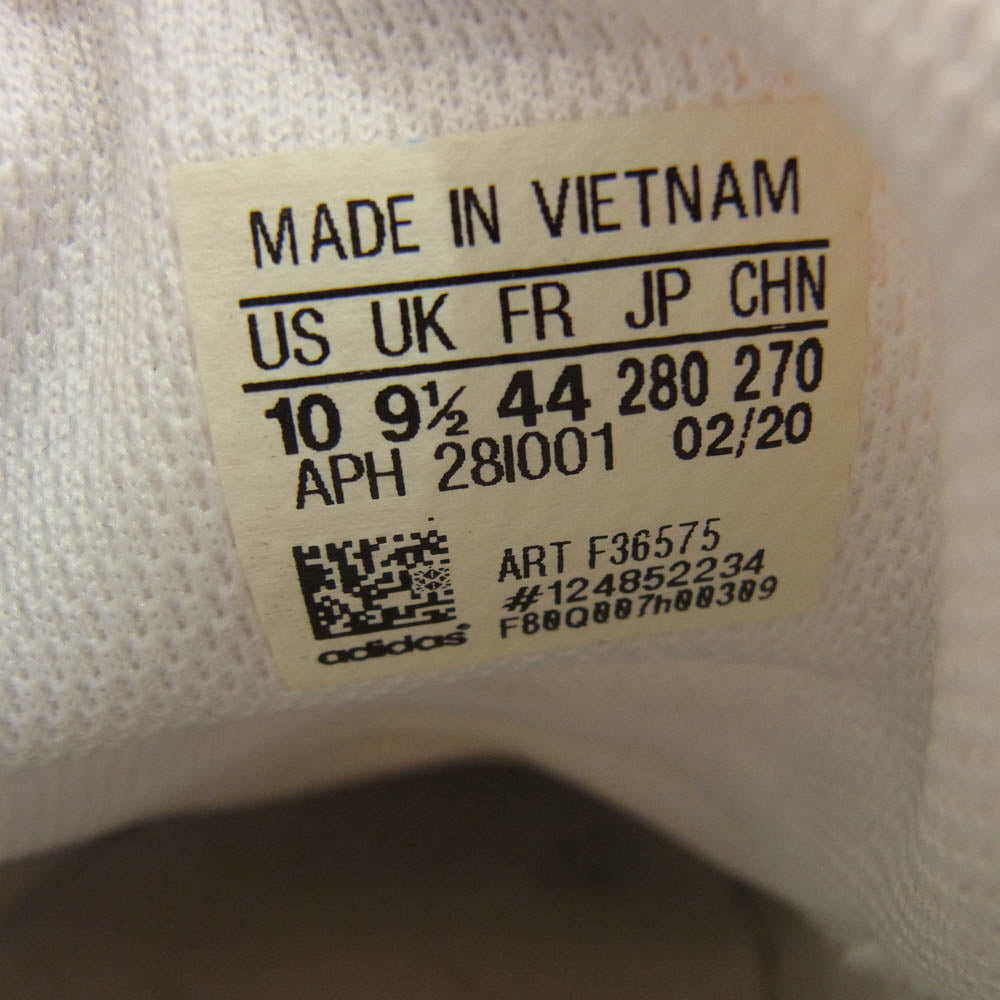 MADE IN VIETNAM
US UK FR JP CHN
10 9½ 44 280 270
APH 28I001 02/20
ART F36575
#124852234
F80Q007h00309
adidas